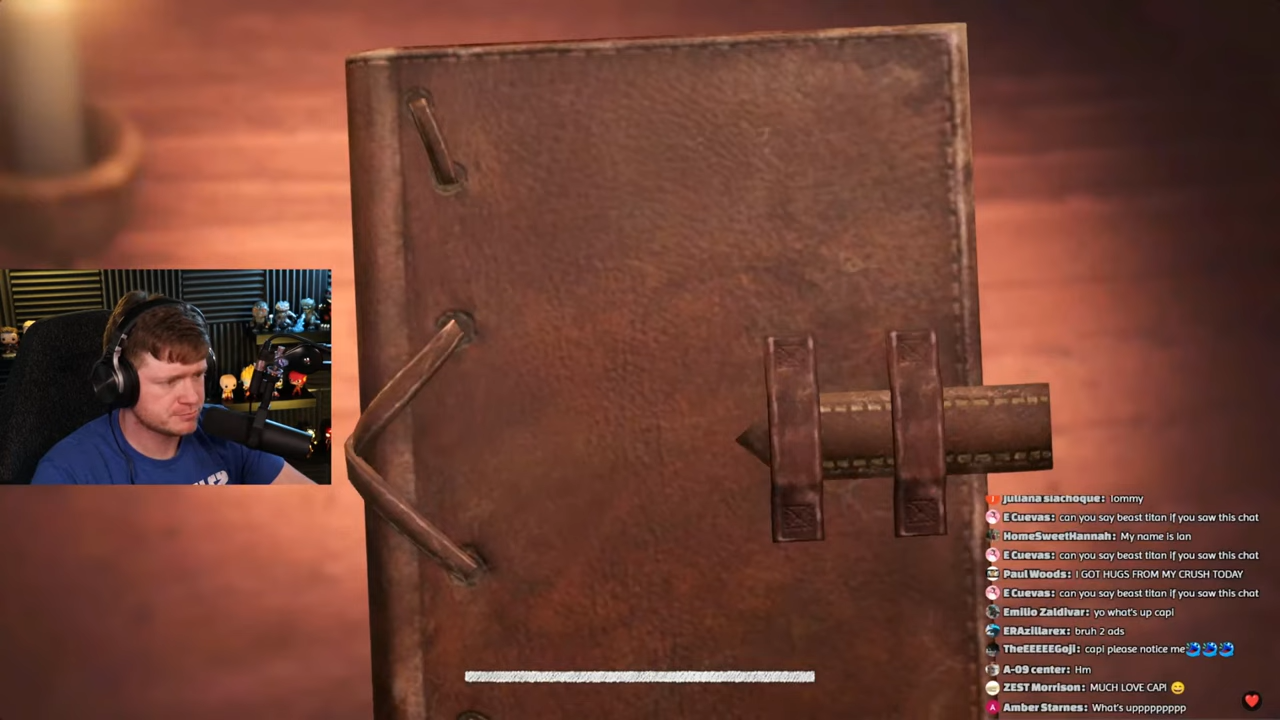 juliana siachoque: Iommy
E Cuevas: can you say beast titan if you saw this chat
HomeSweetHannah: My name is Ian
E Cuevas: can you say beast titan if you saw this chat
Paul Woods: I GOT HUGS FROM MY CRUSH TODAY
E Cuevas: can you say beast titan if you saw this chat
Emilio Zaldivar: yo what's up capi
ERAzillarex: bruh 2 ads
TheEEEEEGoji: capi please notice me
A-09 center: Hm
ZEST Morrison: MUCH LOVE CAPI 😄
Amber Starnes: What's upppppppp